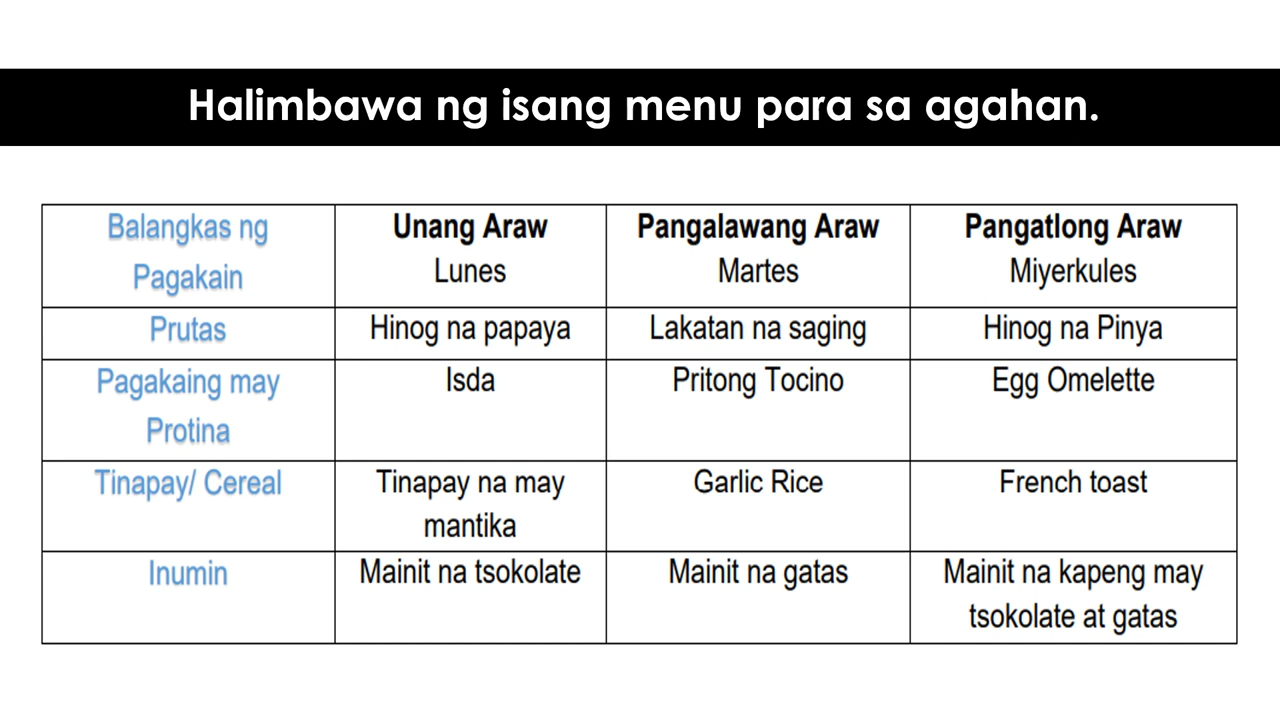 Halimbawa ng isang menu para sa agahan.
Balangkas ng
Pagakain
Unang Araw
Lunes
Pangalawang Araw
Martes
Pangatlong Araw
Miyerkules
Prutas
Hinog na papaya
Lakatan na saging
Hinog na Pinya
Pagakaing may
Protina
Isda
Pritong Tocino
Egg Omelette
Tinapay/ Cereal
Tinapay na may
mantika
Garlic Rice
French toast
Inumin
Mainit na tsokolate
Mainit na gatas
Mainit na kapeng may
tsokolate at gatas